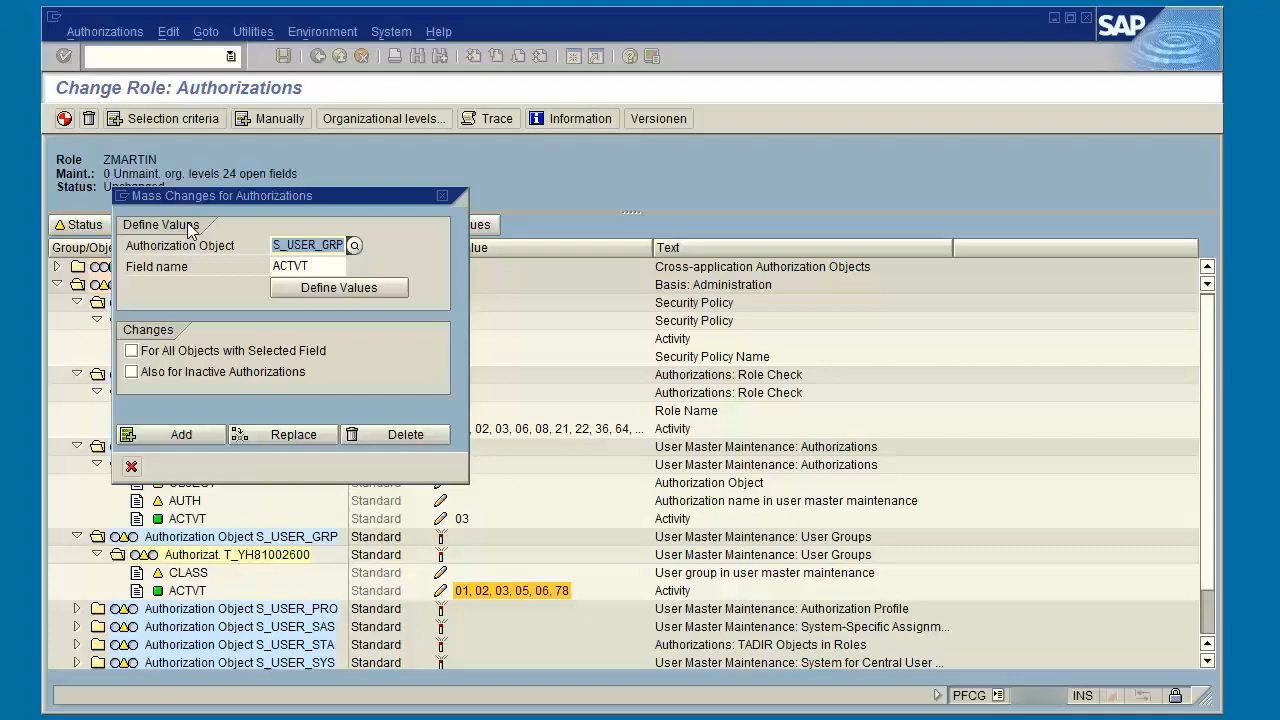 Authorizations Edit Goto Utilities Environment System Help
SAP
Change Role: Authorizations
Selection criteria Manually Organizational levels... Trace Information Versionen
Role ZMARTIN
Maint.: 0 Unmaint. org. levels 24 open fields
Status:
Mass Changes for Authorizations
Define Values
Authorization Object S_USER_GRP
Field name ACTVT
Define Values
Changes
For All Objects with Selected Field
Also for Inactive Authorizations
Add Replace Delete
Status
Group/Obje Text
Cross-application Authorization Objects
Basis: Administration
Security Policy
Security Policy
Activity
Security Policy Name
Authorizations: Role Check
Authorizations: Role Check
Role Name
, 02, 03, 06, 08, 21, 22, 36, 64, ... Activity
User Master Maintenance: Authorizations
User Master Maintenance: Authorizations
Standard Authorization Object
AUTH Standard Authorization name in user master maintenance
ACTVT Standard 03 Activity
Authorization Object S_USER_GRP Standard User Master Maintenance: User Groups
Authorizat. T_YH81002600 Standard User Master Maintenance: User Groups
CLASS Standard User group in user master maintenance
ACTVT Standard 01, 02, 03, 05, 06, 78 Activity
Authorization Object S_USER_PRO Standard User Master Maintenance: Authorization Profile
Authorization Object S_USER_SAS Standard User Master Maintenance: System-Specific Assignm...
Authorization Object S_USER_STA Standard Authorizations: TADIR Objects in Roles
Authorization Object S_USER_SYS Standard User Master Maintenance: System for Central User ...
PFCG INS